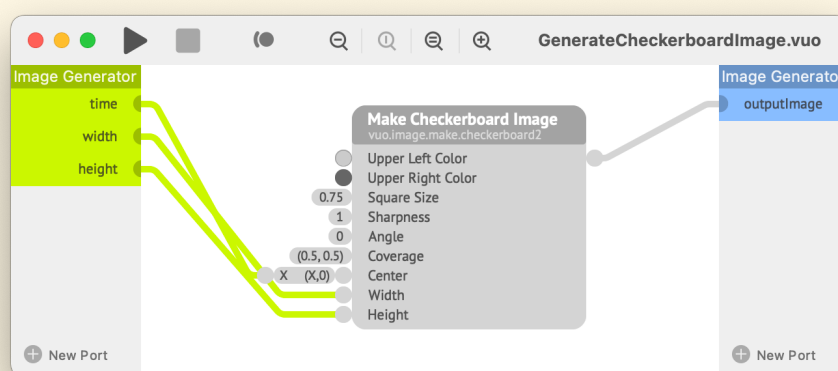 GenerateCheckerboardImage.vuo
Image Generator
time
width
height
New Port
Make Checkerboard Image
vuo.image.make.checkerboard2
Upper Left Color
Upper Right Color
0.75 Square Size
1 Sharpness
0 Angle
(0.5, 0.5) Coverage
X (X,0) Center
Width
Height
Image Generato
outputImage
New Port